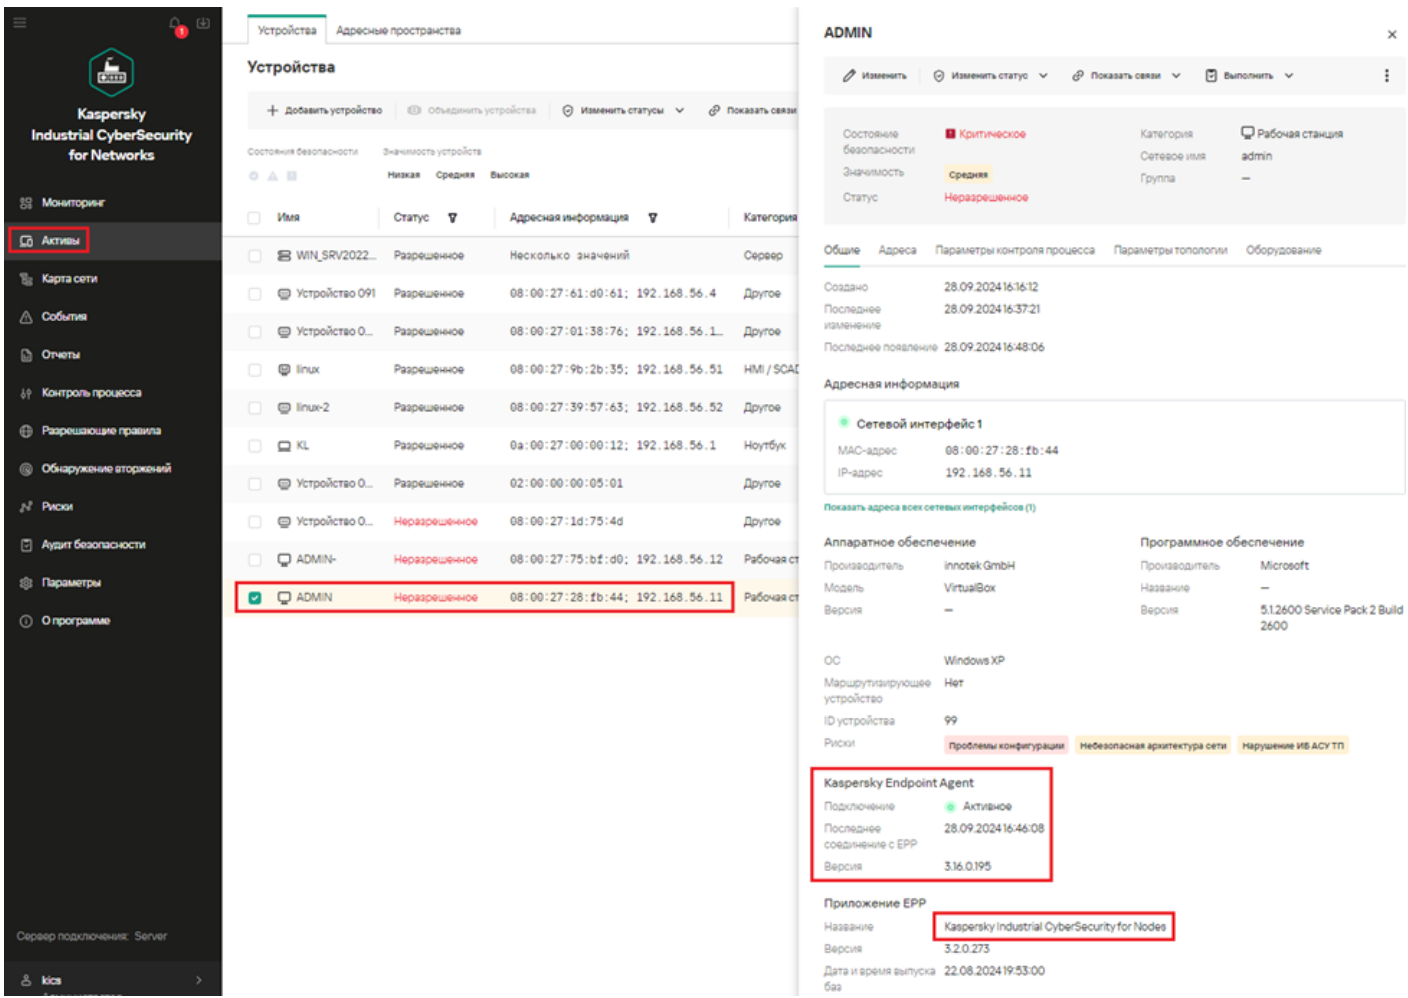 1
Kaspersky
Industrial CyberSecurity
for Networks
Мониторинг
Активы
Карта сети
События
Отчеты
Контроль процесса
Разрешающие правила
Обнаружение вторжений
Риски
Аудит безопасности
Параметры
О программе
Сервер подключения: Server
kics
Устройства Адресные пространства
Устройства
Добавить устройство Объединить устройства Изменить статусы Показать связи
Состояния безопасности Значимость устройств
Низкая Средняя Высокая
Имя Статус Адресная информация Категория
WIN_SRV2022... Разрешенное Несколько значений Сервер
Устройство 091 Разрешенное 08:00:27:61:d0:61; 192.168.56.4 Другое
Устройство 0... Разрешенное 08:00:27:01:38:76; 192.168.56.1... Другое
linux Разрешенное 08:00:27:9b:2b:35; 192.168.56.51 HMI / SCAD
linux-2 Разрешенное 08:00:27:39:57:63; 192.168.56.52 Другое
KL Разрешенное 0a:00:27:00:00:12; 192.168.56.1 Ноутбук
Устройство 0... Разрешенное 02:00:00:00:05:01 Другое
Устройство 0... Неразрешенное 08:00:27:1d:75:4d Другое
ADMIN- Неразрешенное 08:00:27:75:bf:d0; 192.168.56.12 Рабочая ст
ADMIN Неразрешенное 08:00:27:28:fb:44; 192.168.56.11 Рабочая ст
ADMIN
Изменить Изменить статус Показать связи Выполнить
Состояние безопасности Критическое
Значимость Средняя
Статус Неразрешенное
Категория Рабочая станция
Сетевое имя admin
Группа —
Общие Адреса Параметры контроля процесса Параметры топологии Оборудование
Создано 28.09.2024 16:16:12
Последнее изменение 28.09.2024 16:37:21
Последнее появление 28.09.2024 16:48:06
Адресная информация
Сетевой интерфейс 1
MAC-адрес 08:00:27:28:fb:44
IP-адрес 192.168.56.11
Показать адреса всех сетевых интерфейсов (1)
Аппаратное обеспечение
Производитель innotek GmbH
Модель VirtualBox
Версия —
Программное обеспечение
Производитель Microsoft
Название —
Версия 5.1.2600 Service Pack 2 Build
2600
ОС Windows XP
Маршрутизирующее устройство Нет
ID устройства 99
Риски Проблемы конфигурации Небезопасная архитектура сети Нарушение ИБ АСУ ТП
Kaspersky Endpoint Agent
Подключение Активное
Последнее соединение с EPP 28.09.2024 16:46:08
Версия 3.16.0.195
Приложение EPP
Название Kaspersky Industrial CyberSecurity for Nodes
Версия 3.2.0.273
Дата и время выпуска баз 22.08.2024 19:53:00